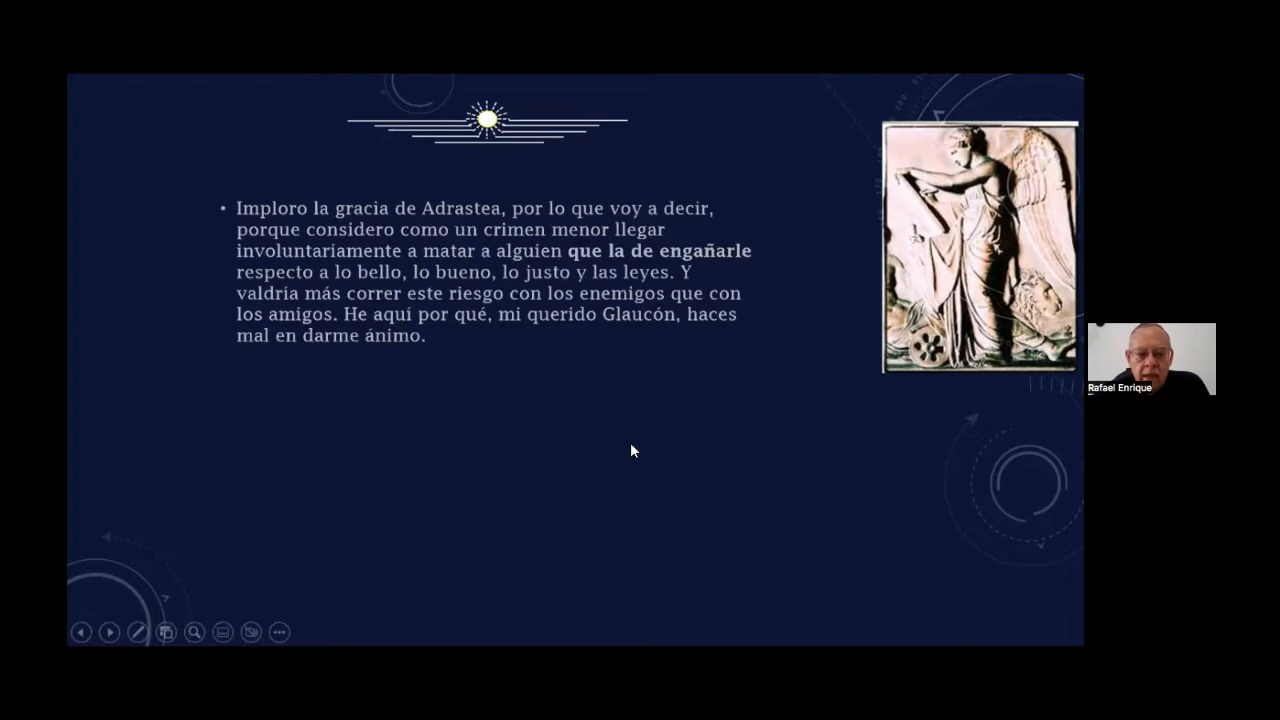 • Imploro la gracia de Adrastea, por lo que voy a decir,
porque considero como un crimen menor llegar
involuntariamente a matar a alguien que la de engañarle
respecto a lo bello, lo bueno, lo justo y las leyes. Y
valdría más correr este riesgo con los enemigos que con
los amigos. He aquí por qué, mi querido Glaucón, haces
mal en darme ánimo.
Rafael Enrique